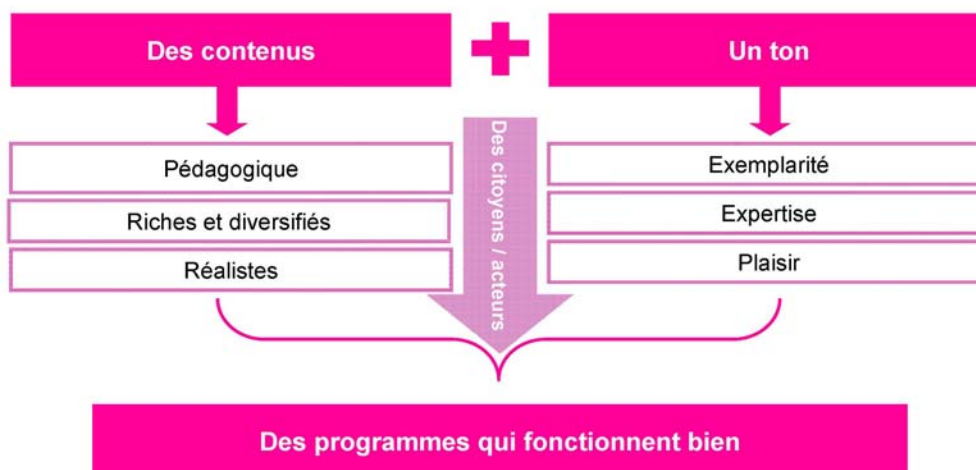 Des contenus
Un ton
Pédagogique
Riches et diversifiés
Réalistes
Des citoyens / acteurs
Exemplarité
Expertise
Plaisir
Des programmes qui fonctionnent bien